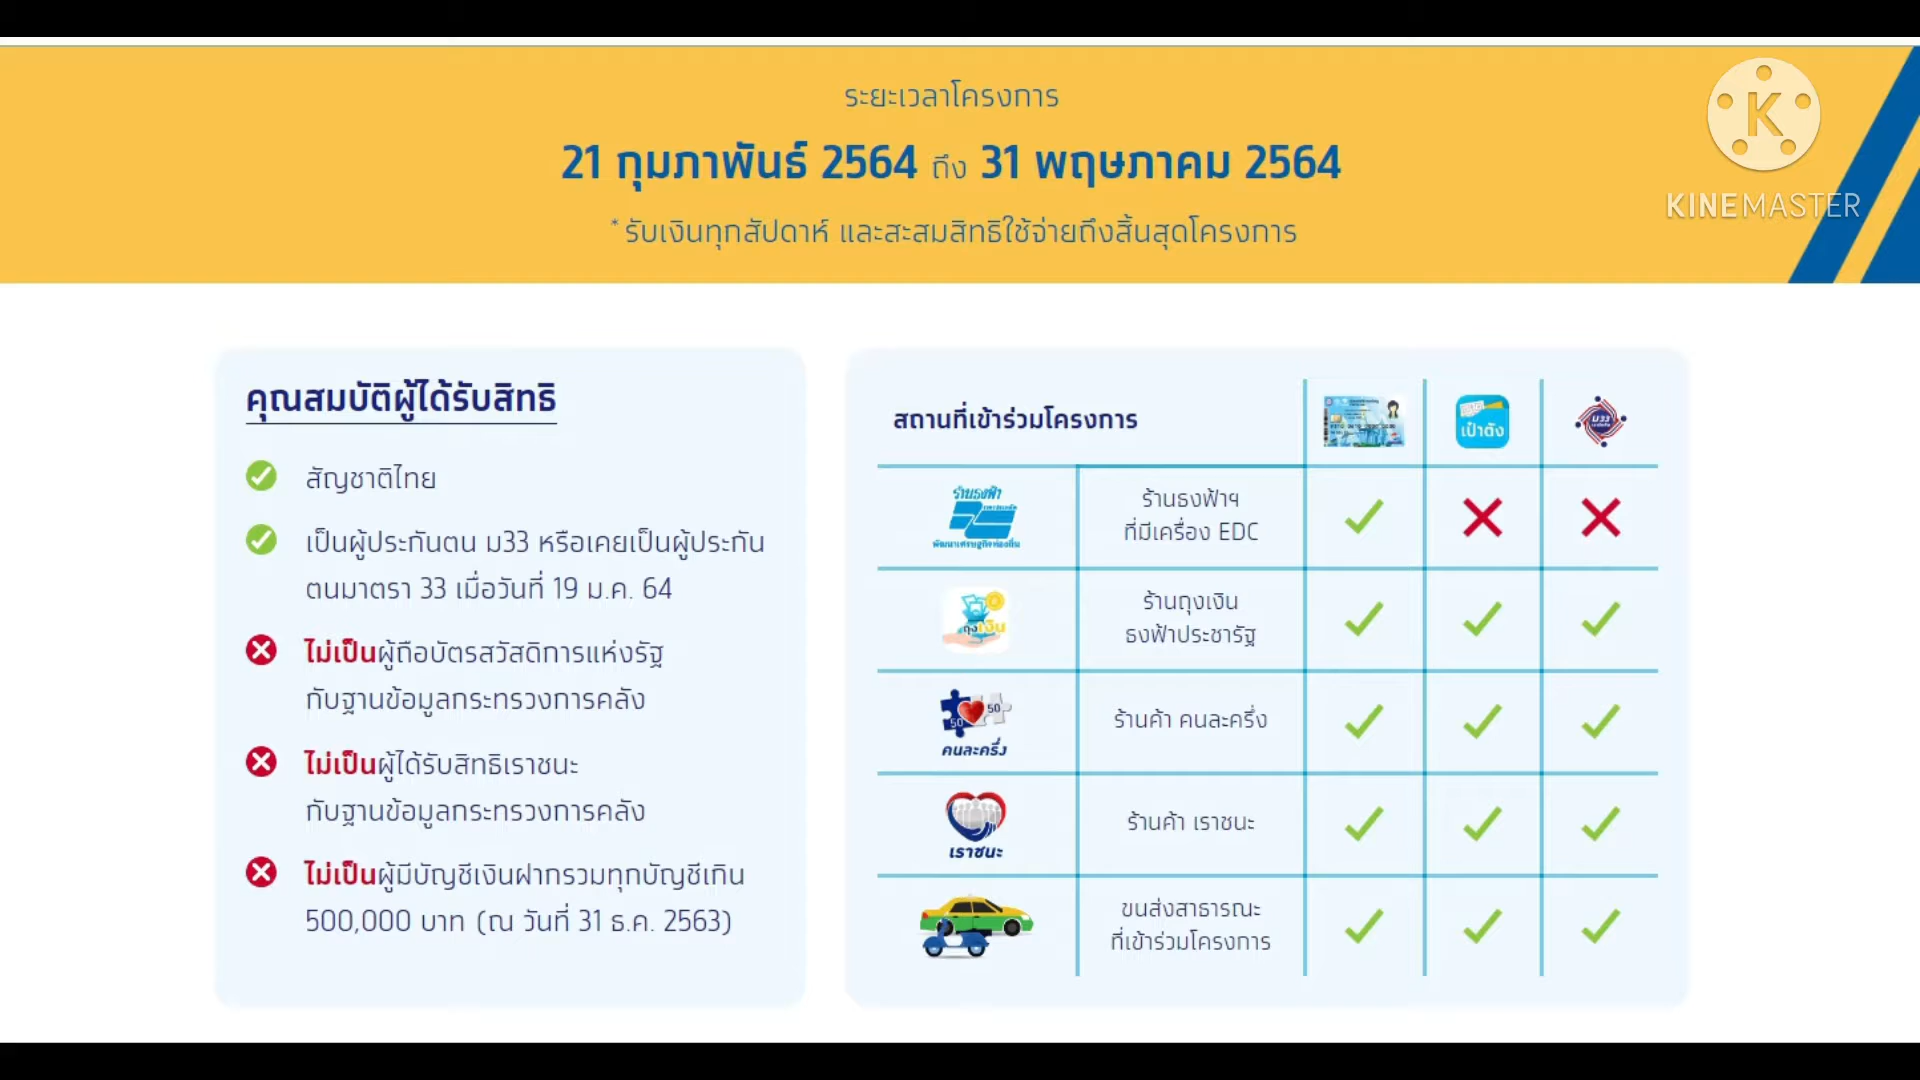 ระยะเวลาโครงการ
21 กุมภาพันธ์ 2564 ถึง 31 พฤษภาคม 2564
* รับเงินทุกสัปดาห์ และสะสมสิทธิใช้จ่ายถึงสิ้นสุดโครงการ
K
KINEMASTER
คุณสมบัติผู้ได้รับสิทธิ
สัญชาติไทย
เป็นผู้ประกันตน ม33 หรือเคยเป็นผู้ประกัน
ตนมาตรา 33 เมื่อวันที่ 19 ม.ค. 64
ไม่เป็นผู้ถือบัตรสวัสดิการแห่งรัฐ
กับฐานข้อมูลกระทรวงการคลัง
ไม่เป็นผู้ได้รับสิทธิเราชนะ
กับฐานข้อมูลกระทรวงการคลัง
ไม่เป็นผู้มีบัญชีเงินฝากรวมทุกบัญชีเกิน
500,000 บาท (ณ วันที่ 31 ธ.ค. 2563)
สถานที่เข้าร่วมโครงการ
เป๋าตัง
ม33
ร้านธงฟ้า
พัฒนาเศรษฐกิจท้องถิ่น
ร้านธงฟ้าฯ
ที่มีเครื่อง EDC
ถุงเงิน
ร้านถุงเงิน
ธงฟ้าประชารัฐ
50 50
คนละครึ่ง
ร้านค้า คนละครึ่ง
เราชนะ
ร้านค้า เราชนะ
ขนส่งสาธารณะ
ที่เข้าร่วมโครงการ